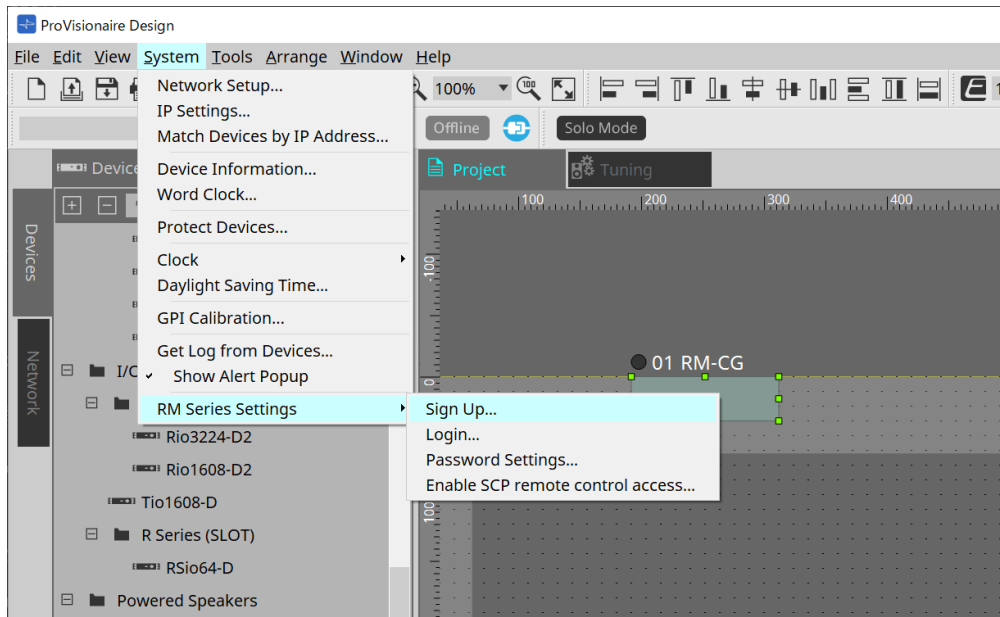 ProVisionaire Design
File Edit View System Tools Arrange Window Help
100% 100
Offline Solo Mode
Network Setup...
IP Settings...
Match Devices by IP Address...
Device Information...
Word Clock...
Protect Devices...
Clock
Daylight Saving Time...
GPI Calibration...
Get Log from Devices...
Show Alert Popup
RM Series Settings
Sign Up...
Login...
Password Settings...
Enable SCP remote control access...
Devices
Network
Project Tuning
100 200 300 400
-100
0
100
01 RM-CG
Rio3224-D2
Rio1608-D2
Tio1608-D
R Series (SLOT)
RSio64-D
Powered Speakers